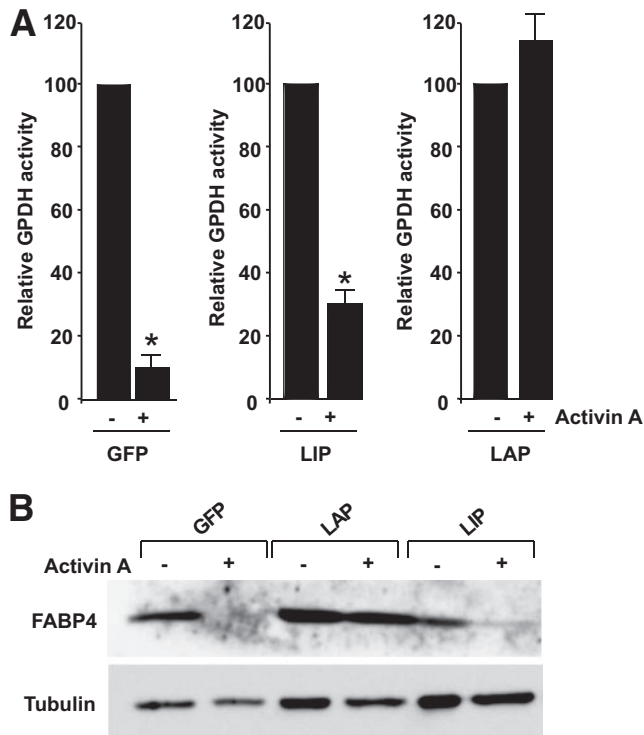 A
Relative GPDH activity
120
100
80
60
40
20
0
*
- +
GFP
Relative GPDH activity
120
100
80
60
40
20
0
*
- +
LIP
Relative GPDH activity
120
100
80
60
40
20
0
- + Activin A
LAP
B
GFP LAP LIP
Activin A - + - + - +
FABP4
Tubulin